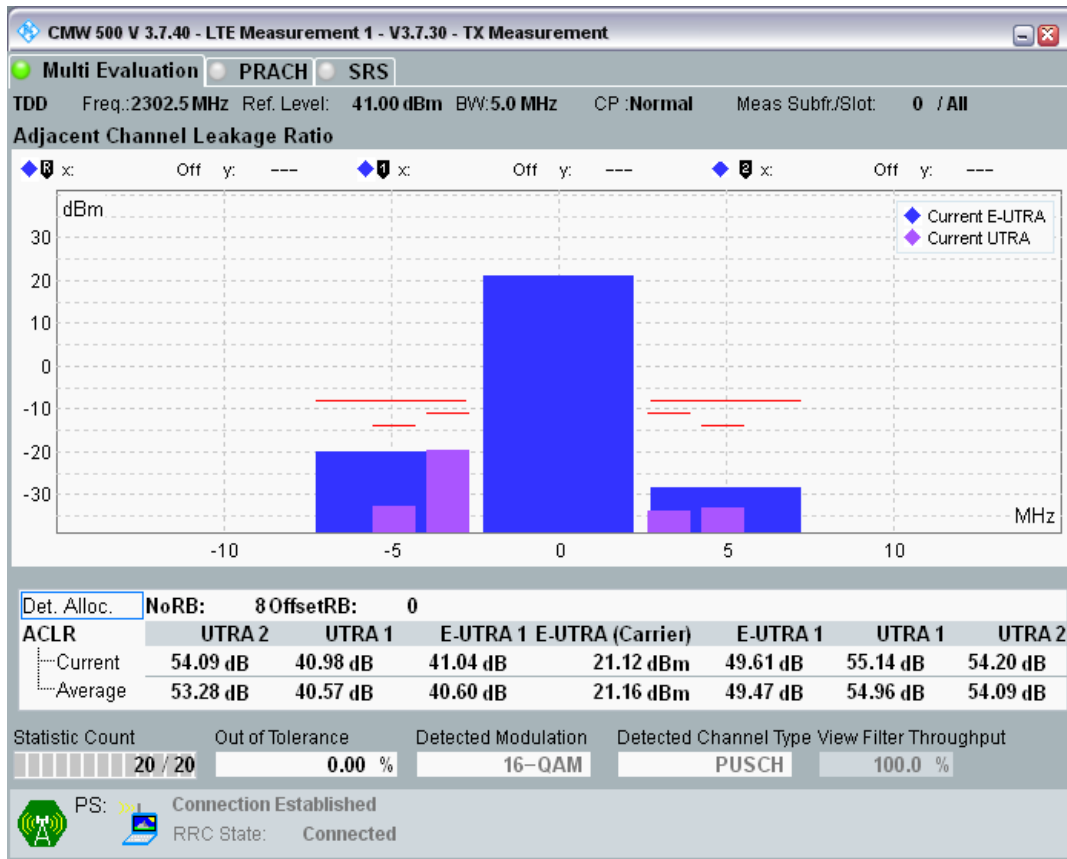 CMW 500 V 3.7.40 - LTE Measurement 1 - V3.7.30 - TX Measurement
Multi Evaluation PRACH SRS
TDD Freq.:2302.5 MHz Ref. Level: 41.00 dBm BW:5.0 MHz CP :Normal Meas Subfr./Slot: 0 / All
Adjacent Channel Leakage Ratio
R x: Off y: --- 1 x: Off y: --- 2 x: Off y: ---
dBm
Current E-UTRA
Current UTRA
30
20
10
0
-10
-20
-30
MHz
-10 -5 0 5 10
Det. Alloc. NoRB: 8 OffsetRB: 0
ACLR UTRA 2 UTRA 1 E-UTRA 1 E-UTRA (Carrier) E-UTRA 1 UTRA 1 UTRA 2
Current 54.09 dB 40.98 dB 41.04 dB 21.12 dBm 49.61 dB 55.14 dB 54.20 dB
Average 53.28 dB 40.57 dB 40.60 dB 21.16 dBm 49.47 dB 54.96 dB 54.09 dB
Statistic Count Out of Tolerance Detected Modulation Detected Channel Type View Filter Throughput
20 / 20 0.00 % 16-QAM PUSCH 100.0 %
PS: Connection Established
RRC State: Connected